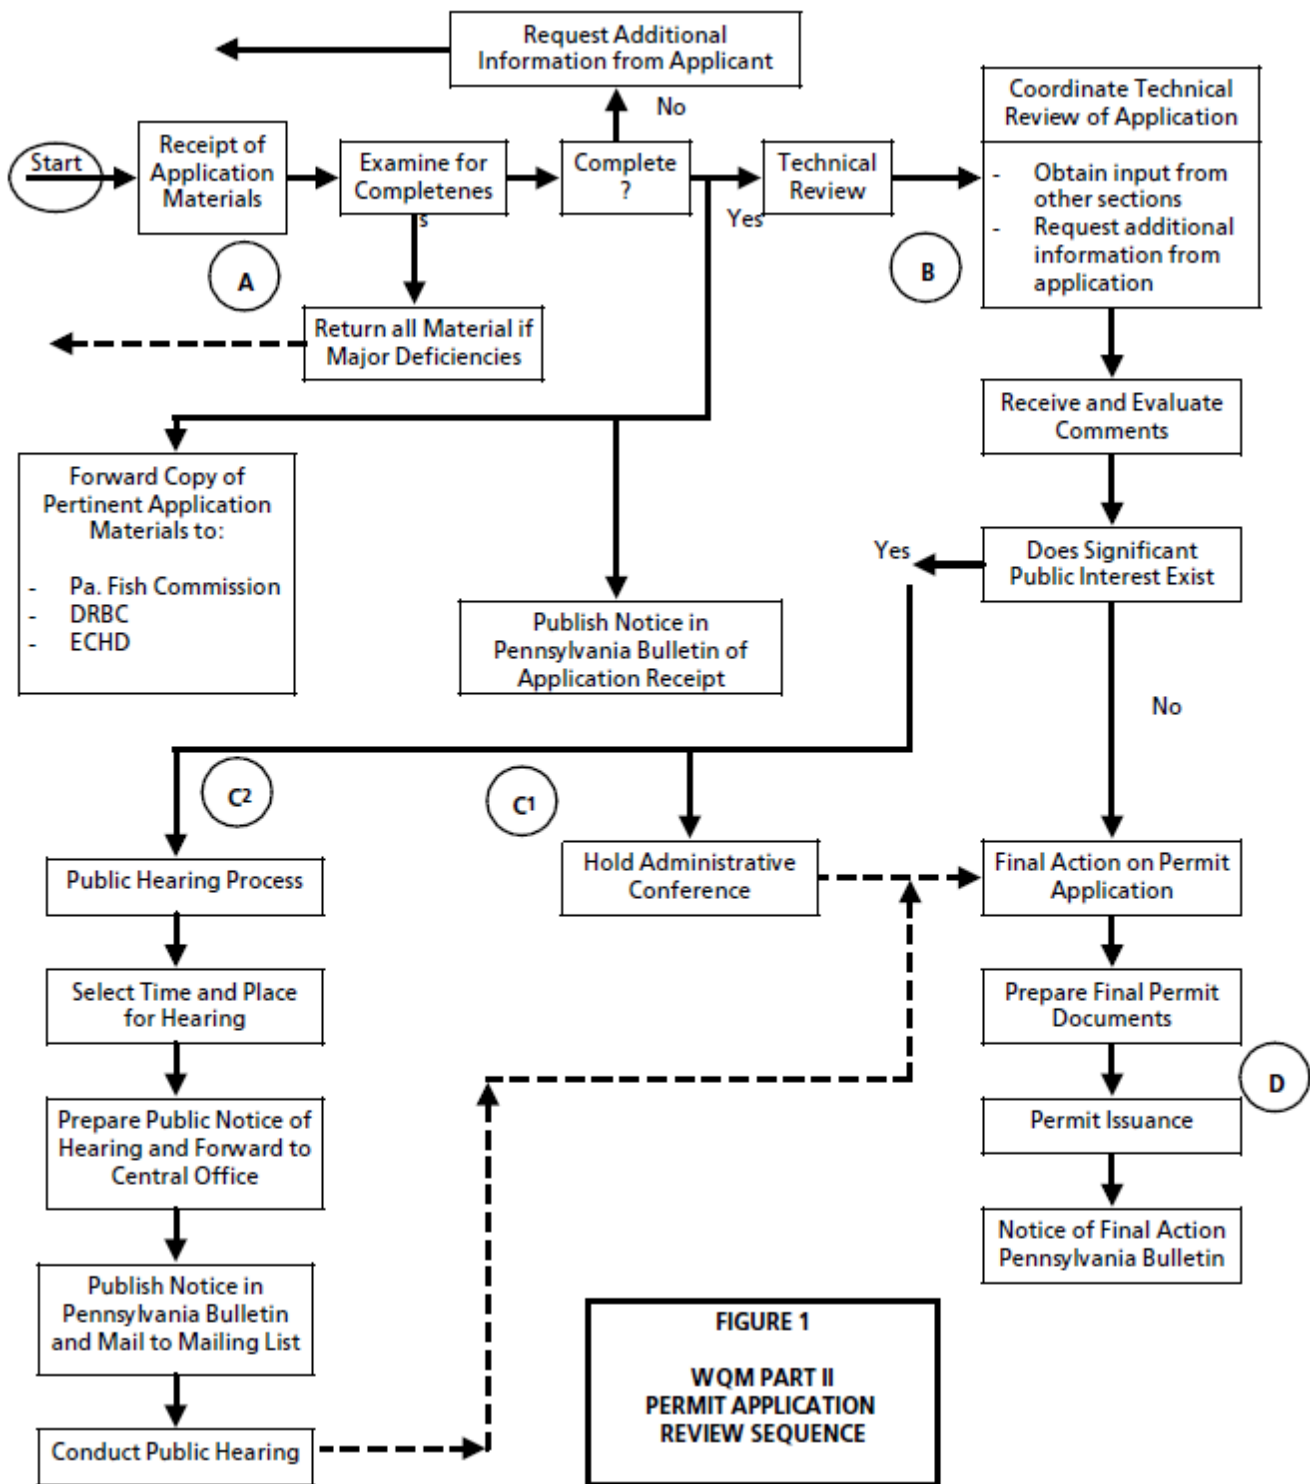 Request Additional
Information from Applicant
No
Start
Receipt of
Application
Materials
Examine for
Completenes
s
Complete
?
Yes
Technical
Review
Coordinate Technical
Review of Application
- Obtain input from
other sections
- Request additional
information from
application
A
B
Return all Material if
Major Deficiencies
Receive and Evaluate
Comments
Forward Copy of
Pertinent Application
Materials to:
- Pa. Fish Commission
- DRBC
- ECHD
Publish Notice in
Pennsylvania Bulletin of
Application Receipt
Yes
Does Significant
Public Interest Exist
No
C2
C1
Public Hearing Process
Hold Administrative
Conference
Final Action on Permit
Application
Select Time and Place
for Hearing
Prepare Final Permit
Documents
D
Prepare Public Notice of
Hearing and Forward to
Central Office
Permit Issuance
Publish Notice in
Pennsylvania Bulletin
and Mail to Mailing List
Notice of Final Action
Pennsylvania Bulletin
Conduct Public Hearing
FIGURE 1
WQM PART II
PERMIT APPLICATION
REVIEW SEQUENCE